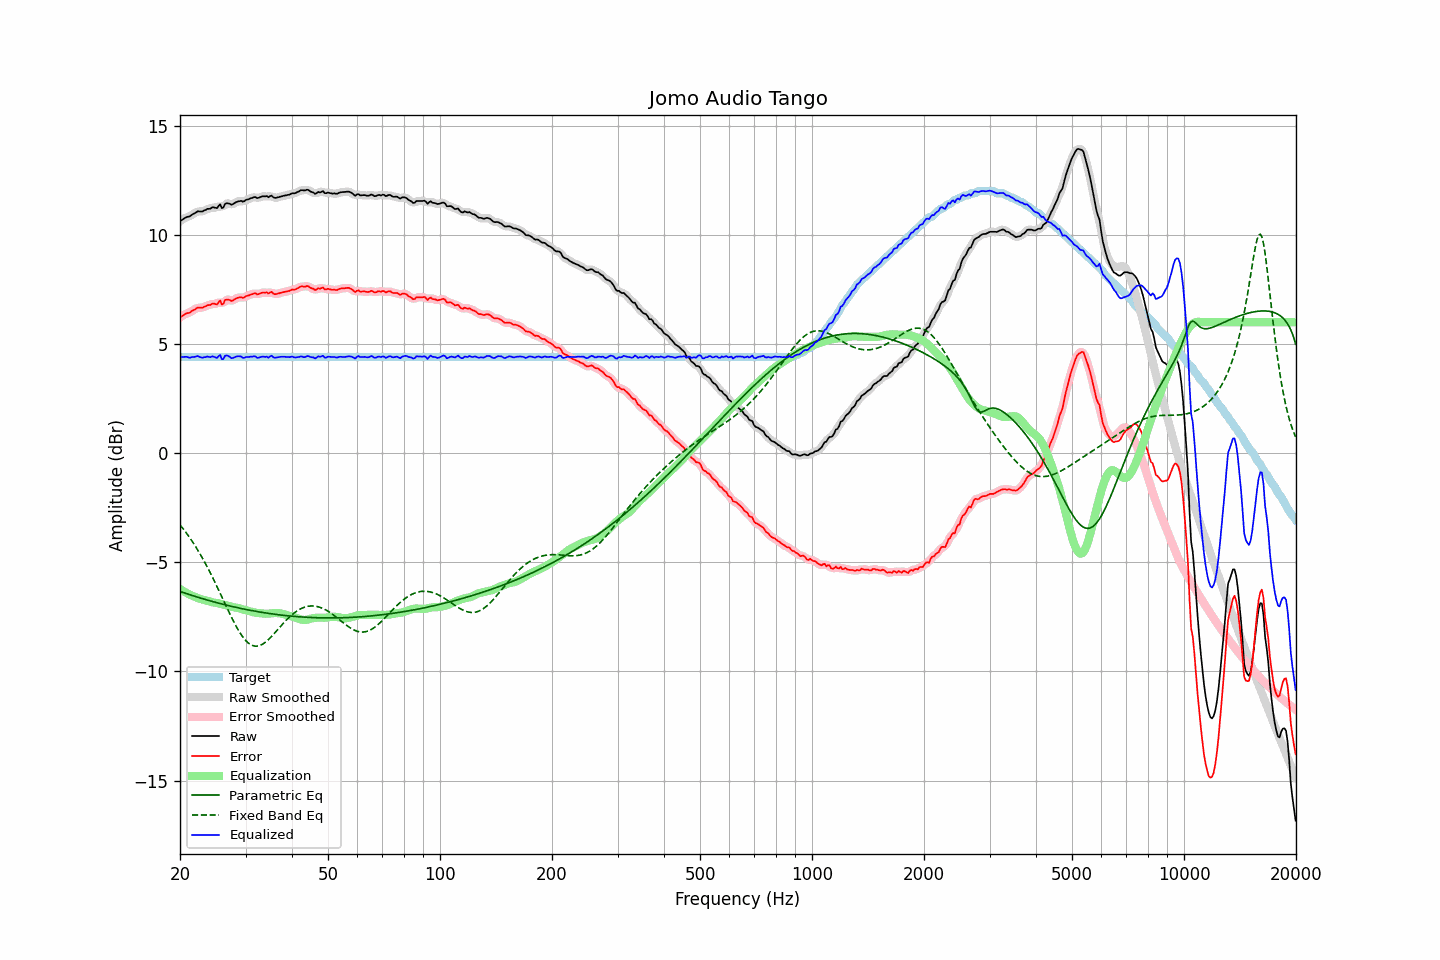 Jomo Audio Tango
Amplitude (dBr)
15
10
5
0
−5
−10
−15
Target
Raw Smoothed
Error Smoothed
Raw
Error
Equalization
Parametric Eq
Fixed Band Eq
Equalized
20 50 100 200 500 1000 2000 5000 10000 20000
Frequency (Hz)